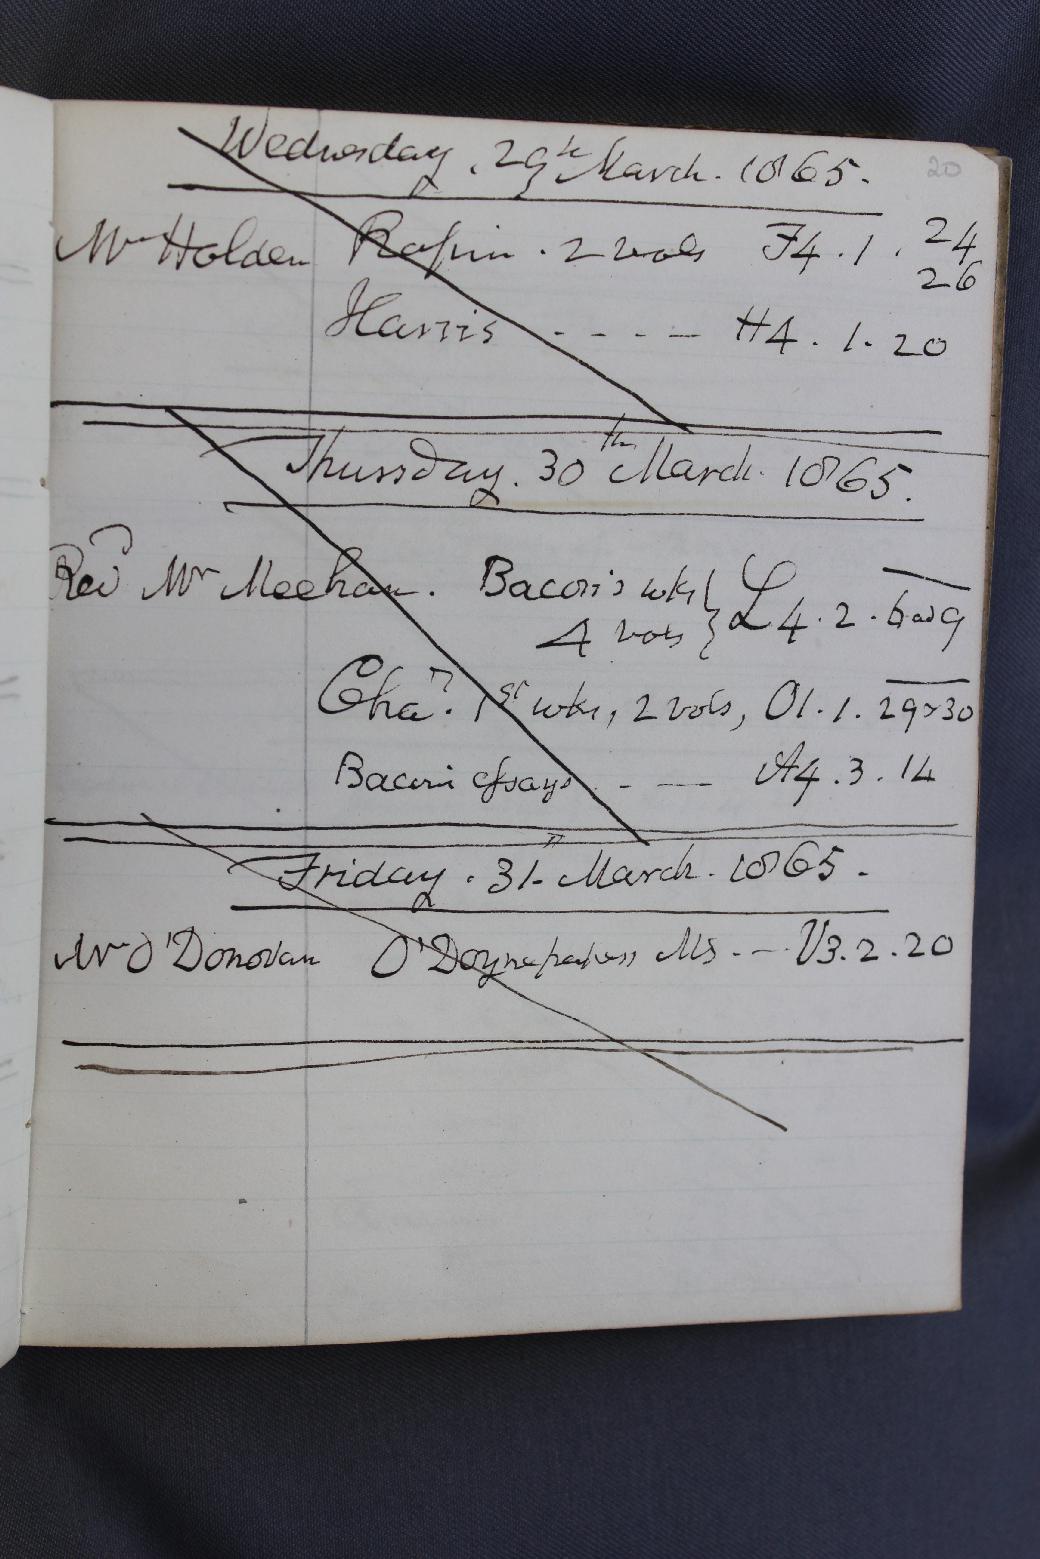 20
Wednesday. 29th March. 1865.
Mr Holden Rapin. 2 vols F4.1.24
26
Harris - - - - H4.1.20
Thursday. 30th March. 1865.
Revd Mr Meehan. Bacon's wks
4 vols } L4.2.6 to 9
Chas. 1st wks, 2 vols, O1.1.29 & 30
Bacon's Essays - - A4.3.14
Friday. 31st March. 1865.
Mr O'Donovan O'Doyne papers MS. - - V3.2.20